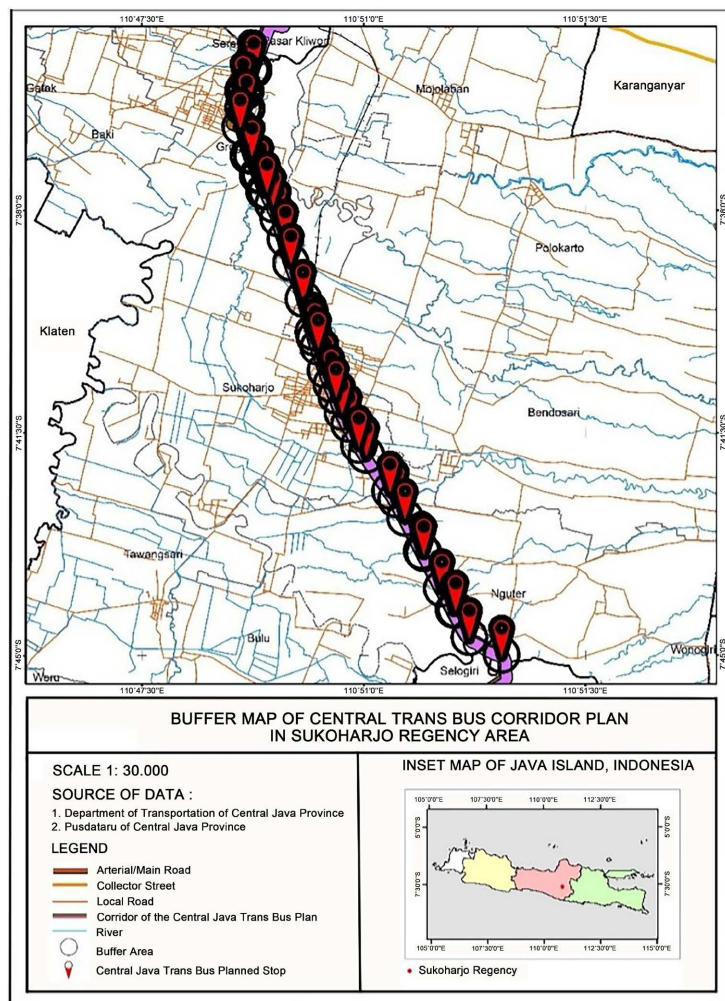 110°47'30"E 110°51'0"E 110°51'30"E
Pasar Kliwon
Gatak
Mojolaban
Karanganyar
Baki
7°38'0"S
7°38'0"S
Polokarto
Klaten
Sukoharjo
Bendosari
7°41'30"S
7°41'30"S
Tawangsari
Nguter
Bulu
Wonogiri
7°45'0"S
7°45'0"S
Selogiri
Weru
110°47'30"E 110°51'0"E 110°51'30"E
BUFFER MAP OF CENTRAL TRANS BUS CORRIDOR PLAN
IN SUKOHARJO REGENCY AREA
SCALE 1: 30.000
SOURCE OF DATA :
1. Department of Transportation of Central Java Province
2. Pusdataru of Central Java Province
LEGEND
Arterial/Main Road
Collector Street
Local Road
Corridor of the Central Java Trans Bus Plan
River
Buffer Area
Central Java Trans Bus Planned Stop
INSET MAP OF JAVA ISLAND, INDONESIA
105°0'0"E 107°30'0"E 110°0'0"E 112°30'0"E
5°0'0"S
5°0'0"S
7°30'0"S
7°30'0"S
105°0'0"E 107°30'0"E 110°0'0"E 112°30'0"E 115°0'0"E
Sukoharjo Regency